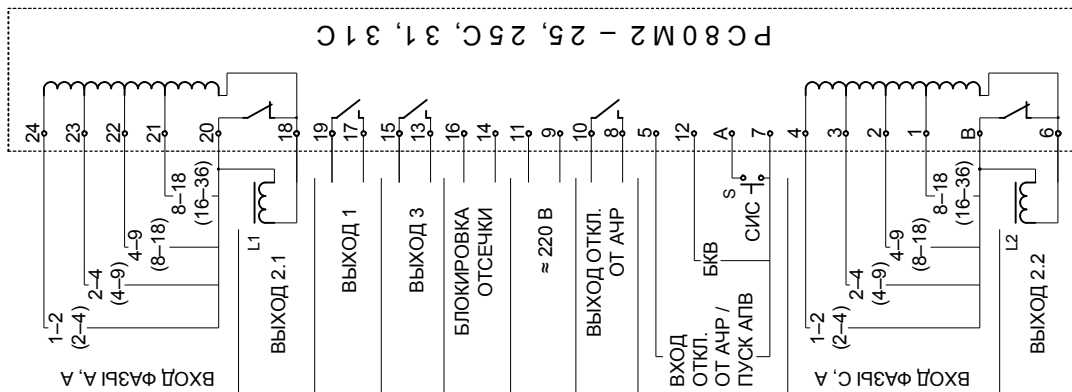 РС80М2 – 25, 25С, 31, 31С
24
23
22
21
20
18
19
17
15
13
16
14
11
9
10
8
5
12
А
7
4
3
2
1
В
6
1–2
(2–4)
2–4
(4–9)
4–9
(8–18)
8–18
(16–36)
L1
ВХОД ФАЗЫ А, А
ВЫХОД 2.1
ВЫХОД 1
ВЫХОД 3
БЛОКИРОВКА
ОТСЕЧКИ
≈ 220 В
ВЫХОД ОТКЛ.
ОТ АЧР
ВХОД
ОТКЛ.
ОТ АЧР /
ПУСК АПВ
БКВ
S
СИС
1–2
(2–4)
2–4
(4–9)
4–9
(8–18)
8–18
(16–36)
L2
ВХОД ФАЗЫ С, А
ВЫХОД 2.2